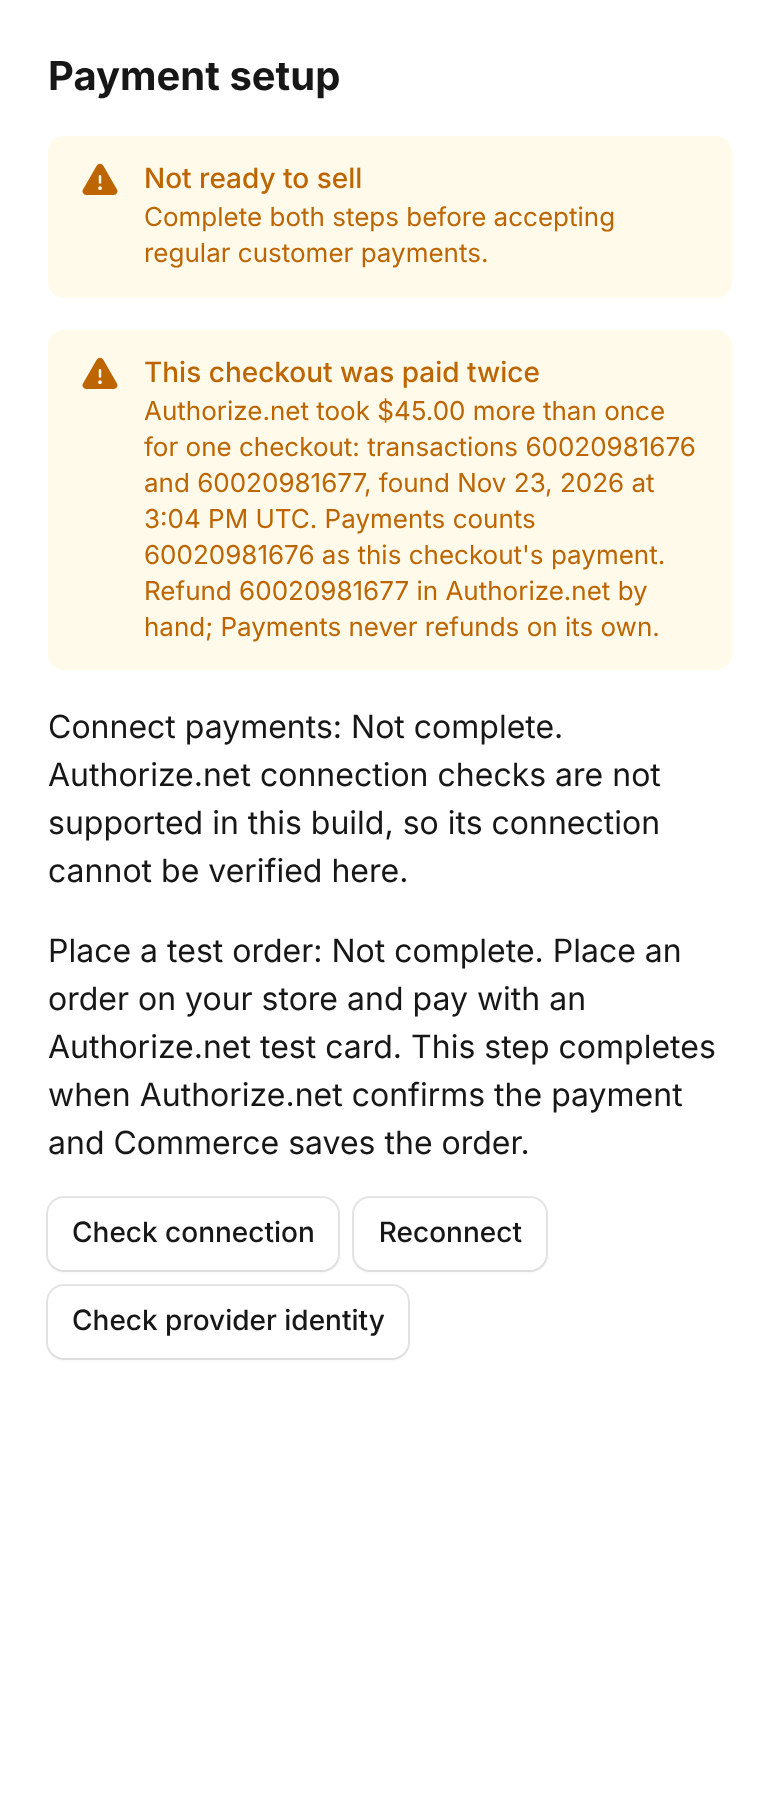 Payment setup
Not ready to sell
Complete both steps before accepting
regular customer payments.
This checkout was paid twice
Authorize.net took $45.00 more than once
for one checkout: transactions 60020981676
and 60020981677, found Nov 23, 2026 at
3:04 PM UTC. Payments counts
60020981676 as this checkout's payment.
Refund 60020981677 in Authorize.net by
hand; Payments never refunds on its own.
Connect payments: Not complete.
Authorize.net connection checks are not
supported in this build, so its connection
cannot be verified here.
Place a test order: Not complete. Place an
order on your store and pay with an
Authorize.net test card. This step completes
when Authorize.net confirms the payment
and Commerce saves the order.
Check connection
Reconnect
Check provider identity